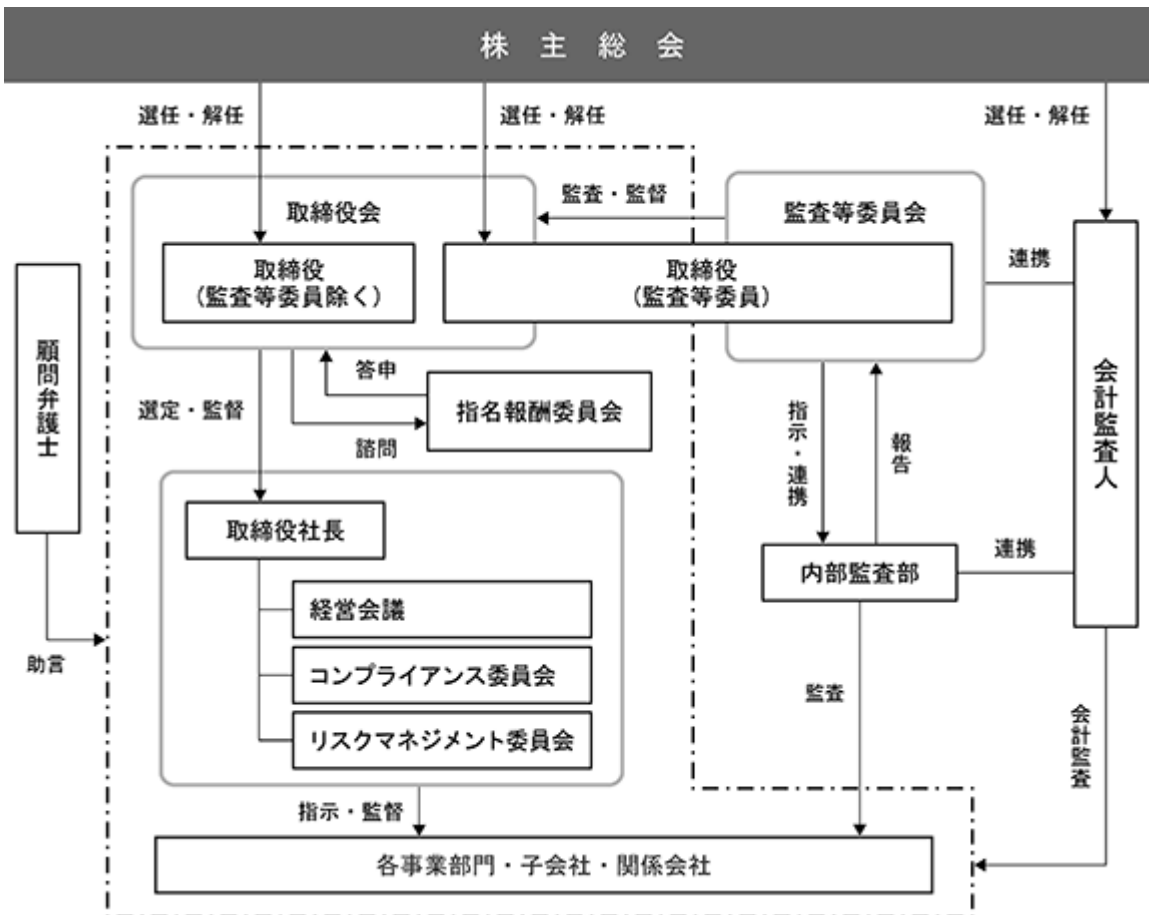 株主総会
選任・解任
選任・解任
選任・解任
取締役会
監査・監督
監査等委員会
取締役
(監査等委員除く)
取締役
(監査等委員)
連携
顧問弁護士
会計監査人
答申
指名報酬委員会
選定・監督
諮問
指示・連携
報告
取締役社長
内部監査部
連携
経営会議
コンプライアンス委員会
リスクマネジメント委員会
助言
監査
会計監査
指示・監督
各事業部門・子会社・関係会社